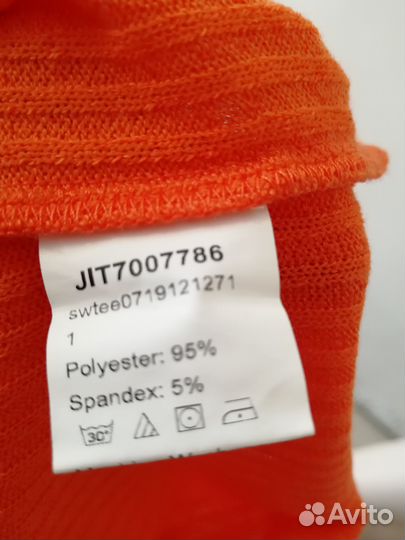 JIT7007786
swtee0719121271
1
Polyester: 95%
Spandex: 5%
30°
Avito